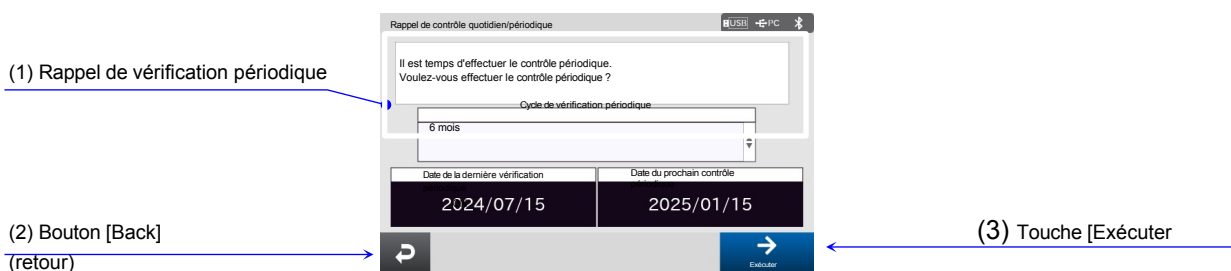 Rappel de contrôle quotidien/périodique
USB PC
Il est temps d'effectuer le contrôle périodique.
Voulez-vous effectuer le contrôle périodique ?
(1) Rappel de vérification périodique
Cycle de vérification périodique
6 mois
Date de la dernière vérification
périodique
Date du prochain contrôle
périodique
2024/07/15
2025/01/15
(2) Bouton [Back]
(retour)
Exécuter
(3) Touche [Exécuter